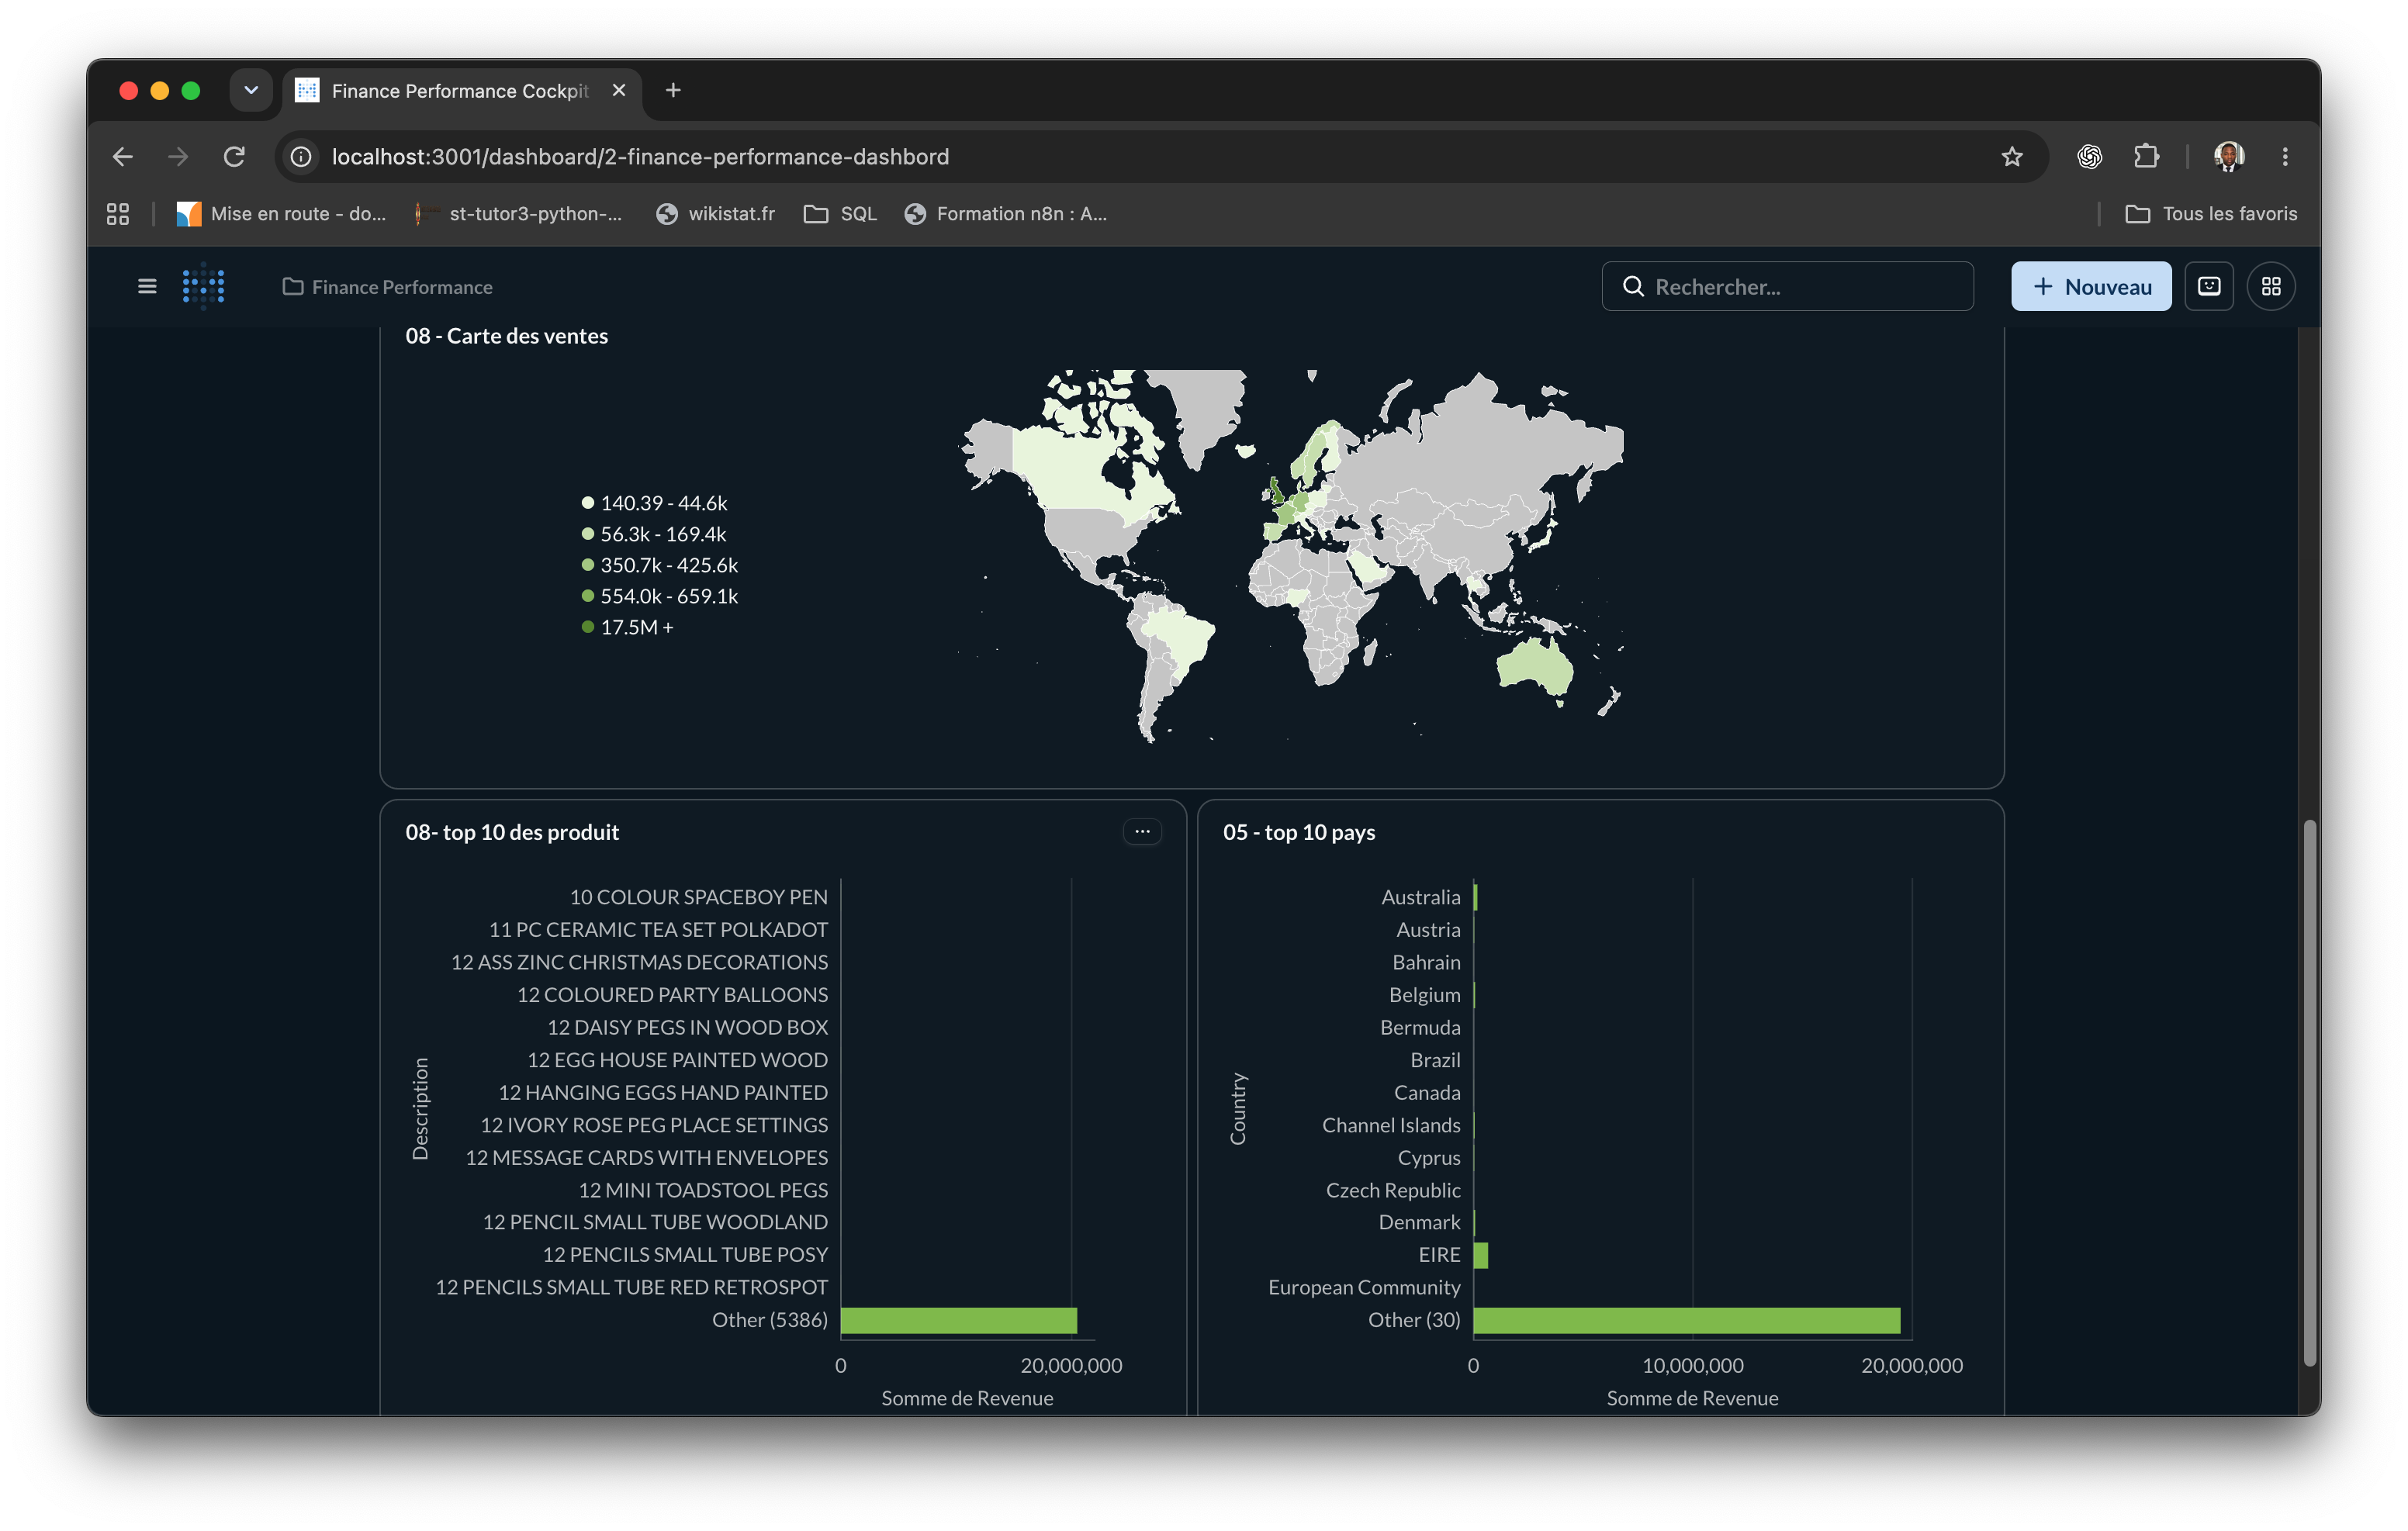 Finance Performance Cockpit
localhost:3001/dashboard/2-finance-performance-dashbord
Mise en route - do...
st-tutor3-python-...
wikistat.fr
SQL
Formation n8n : A...
Tous les favoris
Finance Performance
Rechercher...
+ Nouveau
08 - Carte des ventes
140.39 - 44.6k
56.3k - 169.4k
350.7k - 425.6k
554.0k - 659.1k
17.5M +
08- top 10 des produit
Description
10 COLOUR SPACEBOY PEN
11 PC CERAMIC TEA SET POLKADOT
12 ASS ZINC CHRISTMAS DECORATIONS
12 COLOURED PARTY BALLOONS
12 DAISY PEGS IN WOOD BOX
12 EGG HOUSE PAINTED WOOD
12 HANGING EGGS HAND PAINTED
12 IVORY ROSE PEG PLACE SETTINGS
12 MESSAGE CARDS WITH ENVELOPES
12 MINI TOADSTOOL PEGS
12 PENCIL SMALL TUBE WOODLAND
12 PENCILS SMALL TUBE POSY
12 PENCILS SMALL TUBE RED RETROSPOT
Other (5386)
0
20,000,000
Somme de Revenue
05 - top 10 pays
Country
Australia
Austria
Bahrain
Belgium
Bermuda
Brazil
Canada
Channel Islands
Cyprus
Czech Republic
Denmark
EIRE
European Community
Other (30)
0
10,000,000
20,000,000
Somme de Revenue